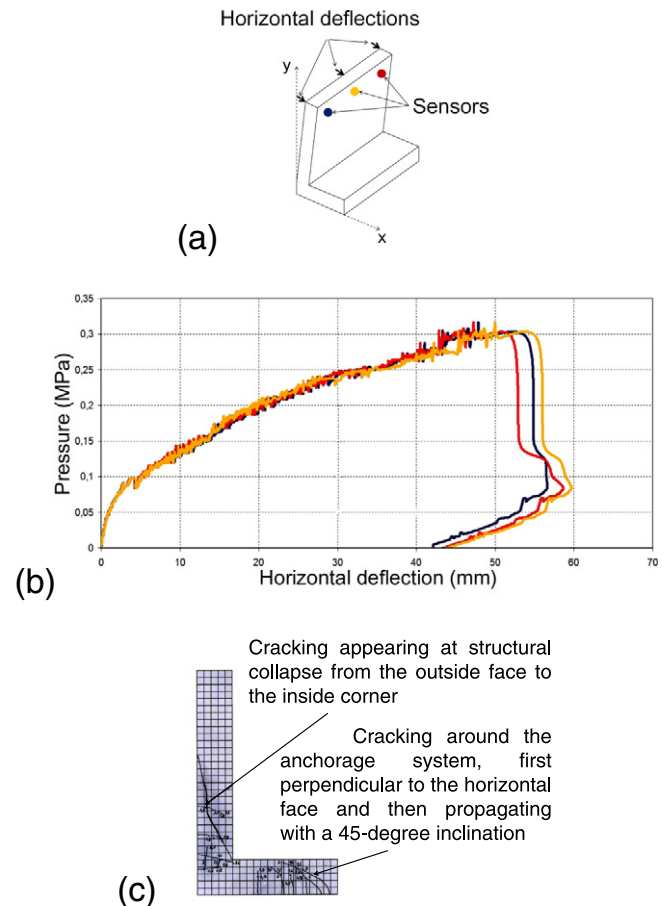 Horizontal deflections
y
Sensors
x
(a)
0,35
0,3
0,25
0,2
0,15
0,1
0,05
0
Pressure (MPa)
0 10 20 30 40 50 60 70
Horizontal deflection (mm)
(b)
Cracking appearing at structural
collapse from the outside face to
the inside corner
Cracking around the
anchorage system, first
perpendicular to the horizontal
face and then propagating
with a 45-degree inclination
(c)